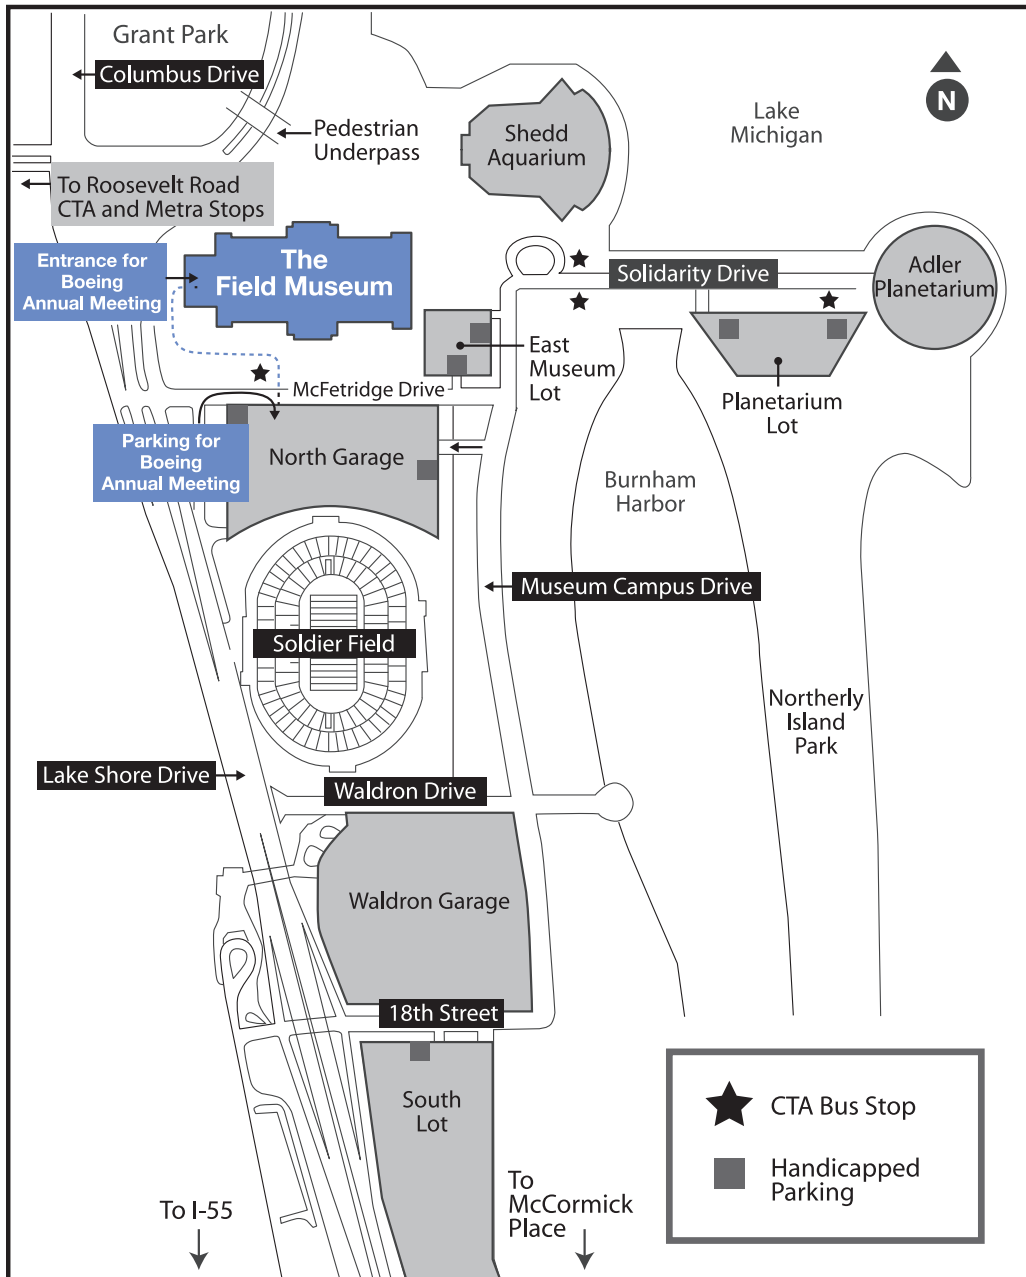 Grant Park
Columbus Drive
Pedestrian
Underpass
Shedd
Aquarium
Lake
Michigan
N
To Roosevelt Road
CTA and Metra Stops
Entrance for
Boeing
Annual Meeting
The
Field Museum
Solidarity Drive
Adler
Planetarium
East
Museum
Lot
McFetridge Drive
Planetarium
Lot
Parking for
Boeing
Annual Meeting
North Garage
Burnham
Harbor
Museum Campus Drive
Soldier Field
Northerly
Island
Park
Lake Shore Drive
Waldron Drive
Waldron Garage
18th Street
South
Lot
CTA Bus Stop
Handicapped
Parking
To I-55
To
McCormick
Place